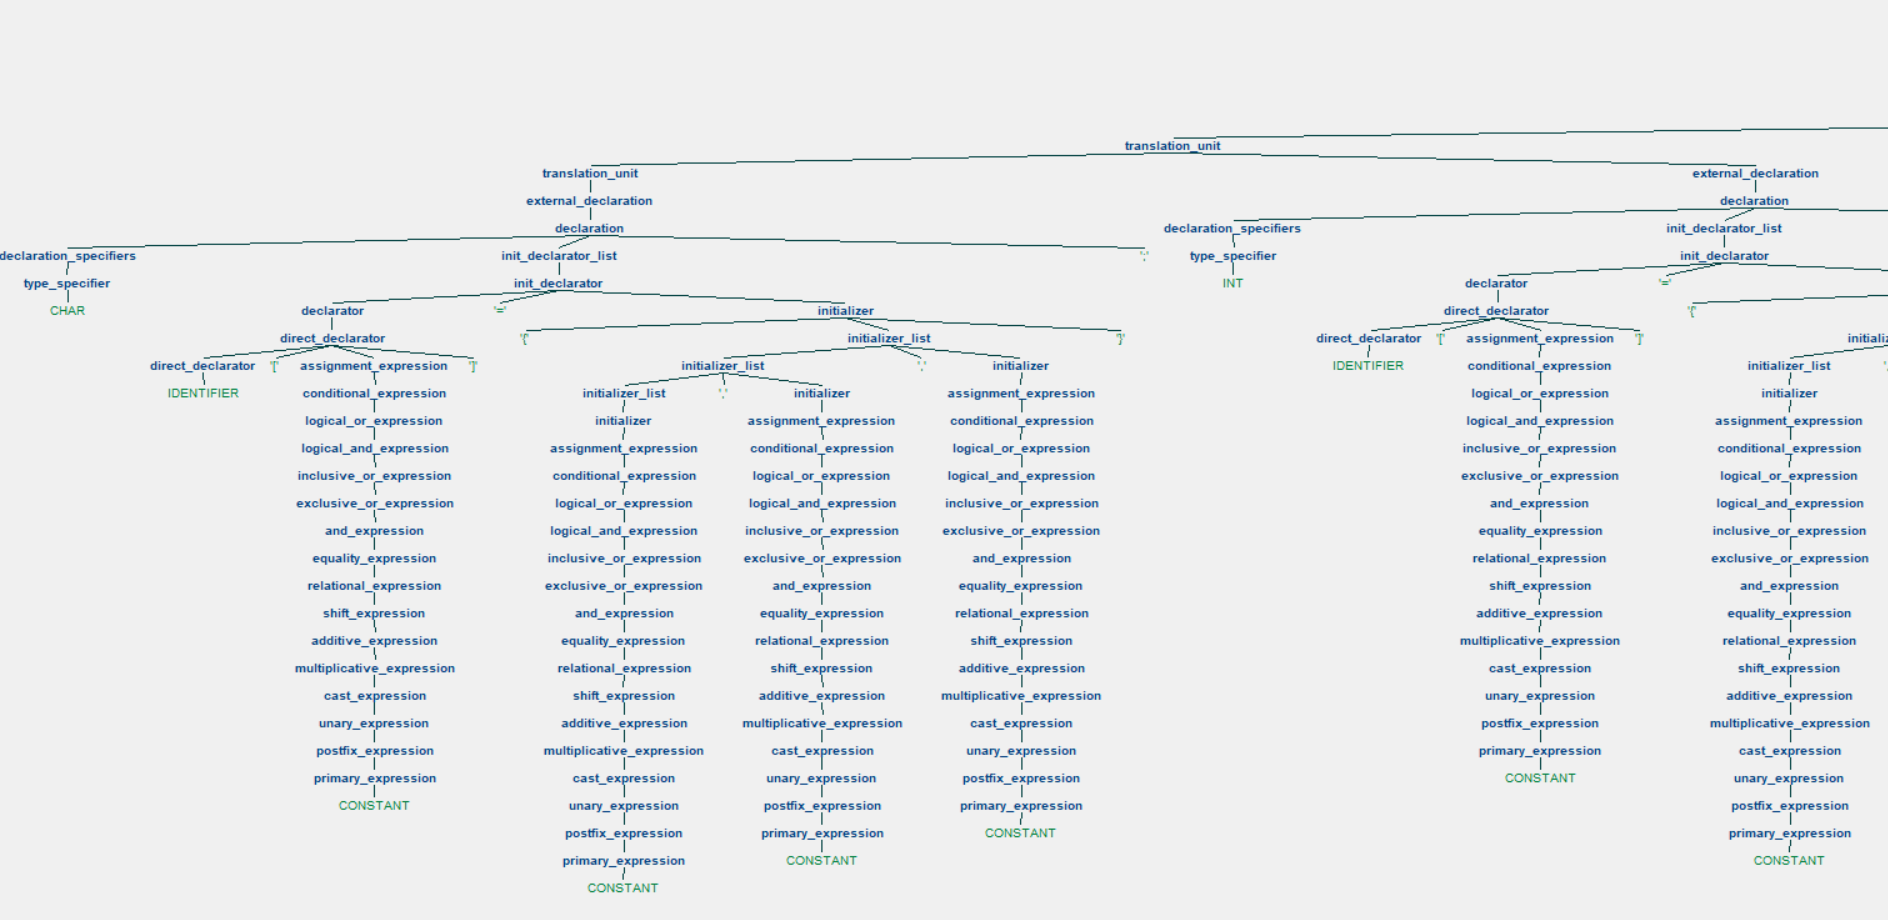 translation_unit
translation_unit external_declaration
external_declaration declaration
declaration declaration_specifiers init_declarator_list
declaration_specifiers init_declarator_list ';' type_specifier init_declarator
type_specifier init_declarator INT declarator '=' 
CHAR declarator '=' initializer direct_declarator '{'
direct_declarator '{' initializer_list '}' direct_declarator '[' assignment_expression ']'
direct_declarator '[' assignment_expression ']' initializer_list ',' initializer IDENTIFIER conditional_expression initializer_list
IDENTIFIER conditional_expression initializer_list ',' initializer assignment_expression logical_or_expression initializer
logical_or_expression initializer assignment_expression conditional_expression logical_and_expression assignment_expression
logical_and_expression assignment_expression conditional_expression logical_or_expression inclusive_or_expression conditional_expression
inclusive_or_expression conditional_expression logical_or_expression logical_and_expression exclusive_or_expression logical_or_expression
exclusive_or_expression logical_or_expression logical_and_expression inclusive_or_expression and_expression logical_and_expression
and_expression logical_and_expression inclusive_or_expression exclusive_or_expression equality_expression inclusive_or_expression
equality_expression inclusive_or_expression exclusive_or_expression and_expression relational_expression exclusive_or_expression
relational_expression exclusive_or_expression and_expression equality_expression shift_expression and_expression
shift_expression and_expression equality_expression relational_expression additive_expression equality_expression
additive_expression equality_expression relational_expression shift_expression multiplicative_expression relational_expression
multiplicative_expression relational_expression shift_expression additive_expression cast_expression shift_expression
cast_expression shift_expression additive_expression multiplicative_expression unary_expression additive_expression
unary_expression additive_expression multiplicative_expression cast_expression postfix_expression multiplicative_expression
postfix_expression multiplicative_expression cast_expression unary_expression primary_expression cast_expression
primary_expression cast_expression unary_expression postfix_expression CONSTANT unary_expression
CONSTANT unary_expression postfix_expression primary_expression postfix_expression
postfix_expression primary_expression CONSTANT primary_expression
primary_expression CONSTANT CONSTANT
CONSTANT